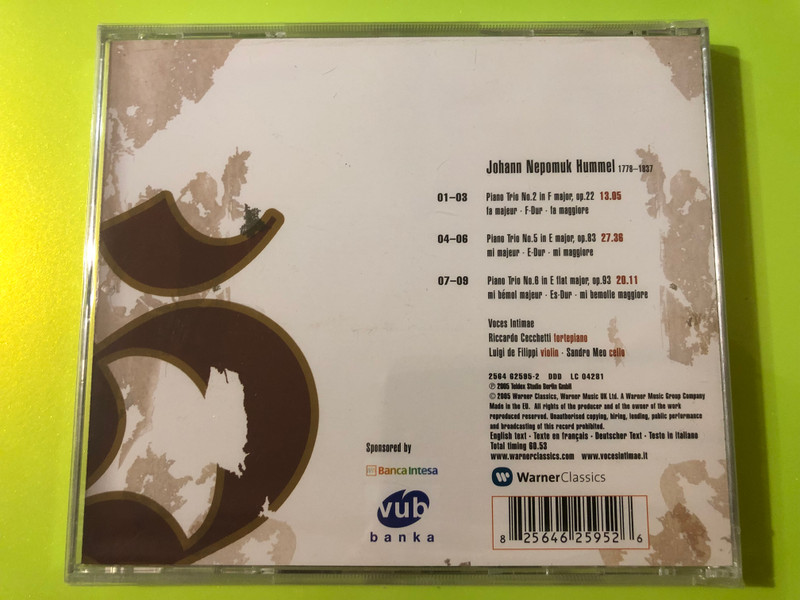 Johann Nepomuk Hummel 1778–1837
01–03 Piano Trio No.2 in F major, op.22 13.05
fa majeur · F-Dur · fa maggiore
04–06 Piano Trio No.5 in E major, op.83 27.36
mi majeur · E-Dur · mi maggiore
07–09 Piano Trio No.6 in E flat major, op.93 20.11
mi bémol majeur · Es-Dur · mi bemolle maggiore
Voces Intimae
Riccardo Cecchetti fortepiano
Luigi de Filippi violin · Sandro Meo cello
2564 62595-2 DDD LC 04281
℗ 2005 Teldex Studio Berlin GmbH
© 2005 Warner Classics, Warner Music UK Ltd. A Warner Music Group Company
Made in the EU. All rights of the producer and of the owner of the work
reproduced reserved. Unauthorised copying, hiring, lending, public performance
and broadcasting of this record prohibited.
English text · Texte en français · Deutscher Text · Testo in italiano
Total timing 60.53
www.warnerclassics.com www.vocesintimae.it
Sponsored by
BancaIntesa
vub
banka
WarnerClassics
8 25646 25952 6